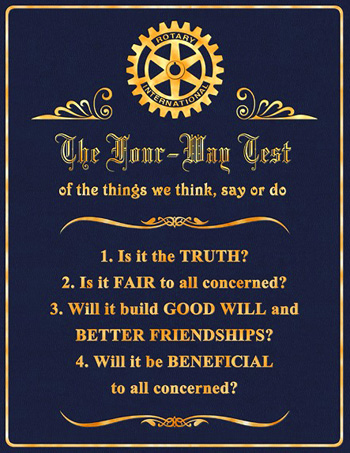 ROTARY
INTERNATIONAL
The Four-Way Test
of the things we think, say or do
1. Is it the TRUTH?
2. Is it FAIR to all concerned?
3. Will it build GOOD WILL and
BETTER FRIENDSHIPS?
4. Will it be BENEFICIAL
to all concerned?